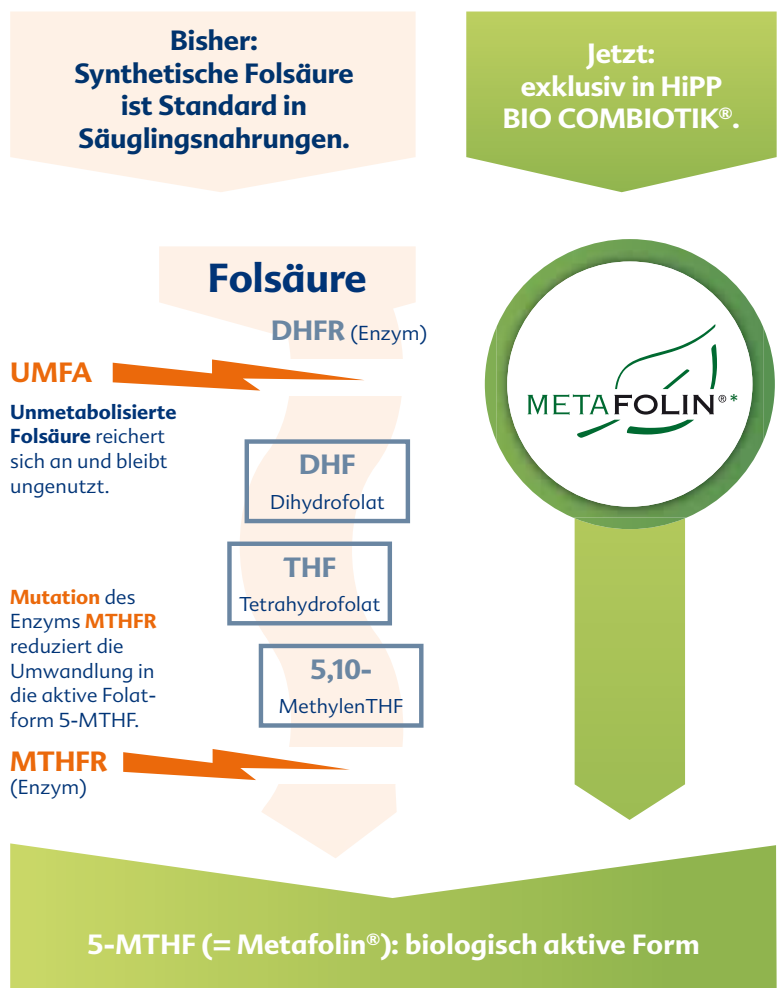 Bisher:
Synthetische Folsäure
ist Standard in
Säuglingsnahrungen.
Jetzt:
exklusiv in HiPP
BIO COMBIOTIK®.
Folsäure
DHFR (Enzym)
UMFA
Unmetabolisierte
Folsäure reichert
sich an und bleibt
ungenutzt.
DHF
Dihydrofolat
THF
Tetrahydrofolat
Mutation des
Enzyms MTHFR
reduziert die
Umwandlung in
die aktive Folat-
form 5-MTHF.
5,10-
MethylenTHF
MTHFR
(Enzym)
METAFOLIN®*
5-MTHF (= Metafolin®): biologisch aktive Form